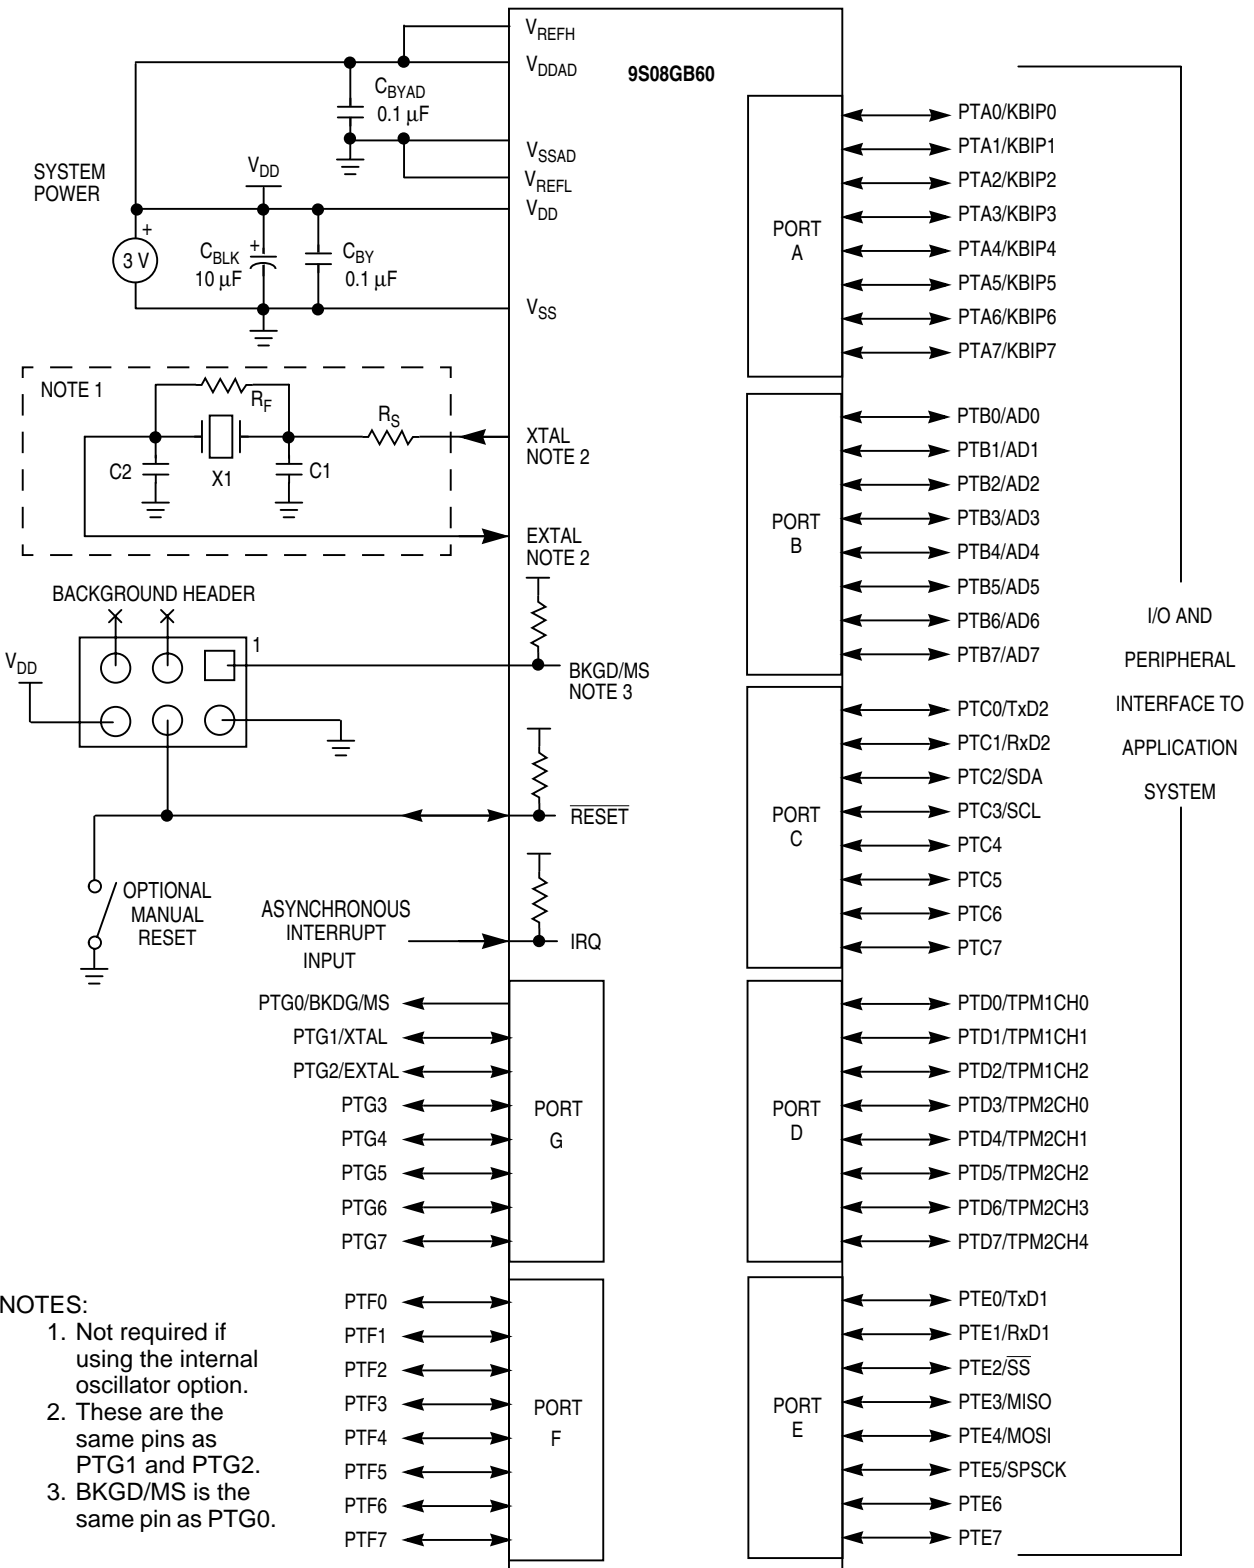 VREFH
VDDAD
9S08GB60
CBYAD
0.1 µF
VSSAD
VREFL
SYSTEM
POWER
VDD
VDD
+
3 V
CBLK
+
10 µF
CBY
0.1 µF
VSS
NOTE 1
RF
RS
C2
X1
C1
XTAL
NOTE 2
EXTAL
NOTE 2
BACKGROUND HEADER
1
VDD
BKGD/MS
NOTE 3
RESET
OPTIONAL
MANUAL
RESET
ASYNCHRONOUS
INTERRUPT
INPUT
IRQ
PTG0/BKDG/MS
PTG1/XTAL
PTG2/EXTAL
PTG3
PTG4
PTG5
PTG6
PTG7
PORT
G
PTF0
PTF1
PTF2
PTF3
PTF4
PTF5
PTF6
PTF7
PORT
F
NOTES:
1. Not required if
using the internal
oscillator option.
2. These are the
same pins as
PTG1 and PTG2.
3. BKGD/MS is the
same pin as PTG0.
PORT
A
PTA0/KBIP0
PTA1/KBIP1
PTA2/KBIP2
PTA3/KBIP3
PTA4/KBIP4
PTA5/KBIP5
PTA6/KBIP6
PTA7/KBIP7
PORT
B
PTB0/AD0
PTB1/AD1
PTB2/AD2
PTB3/AD3
PTB4/AD4
PTB5/AD5
PTB6/AD6
PTB7/AD7
PORT
C
PTC0/TxD2
PTC1/RxD2
PTC2/SDA
PTC3/SCL
PTC4
PTC5
PTC6
PTC7
PORT
D
PTD0/TPM1CH0
PTD1/TPM1CH1
PTD2/TPM1CH2
PTD3/TPM2CH0
PTD4/TPM2CH1
PTD5/TPM2CH2
PTD6/TPM2CH3
PTD7/TPM2CH4
PORT
E
PTE0/TxD1
PTE1/RxD1
PTE2/SS
PTE3/MISO
PTE4/MOSI
PTE5/SPSCK
PTE6
PTE7
I/O AND
PERIPHERAL
INTERFACE TO
APPLICATION
SYSTEM